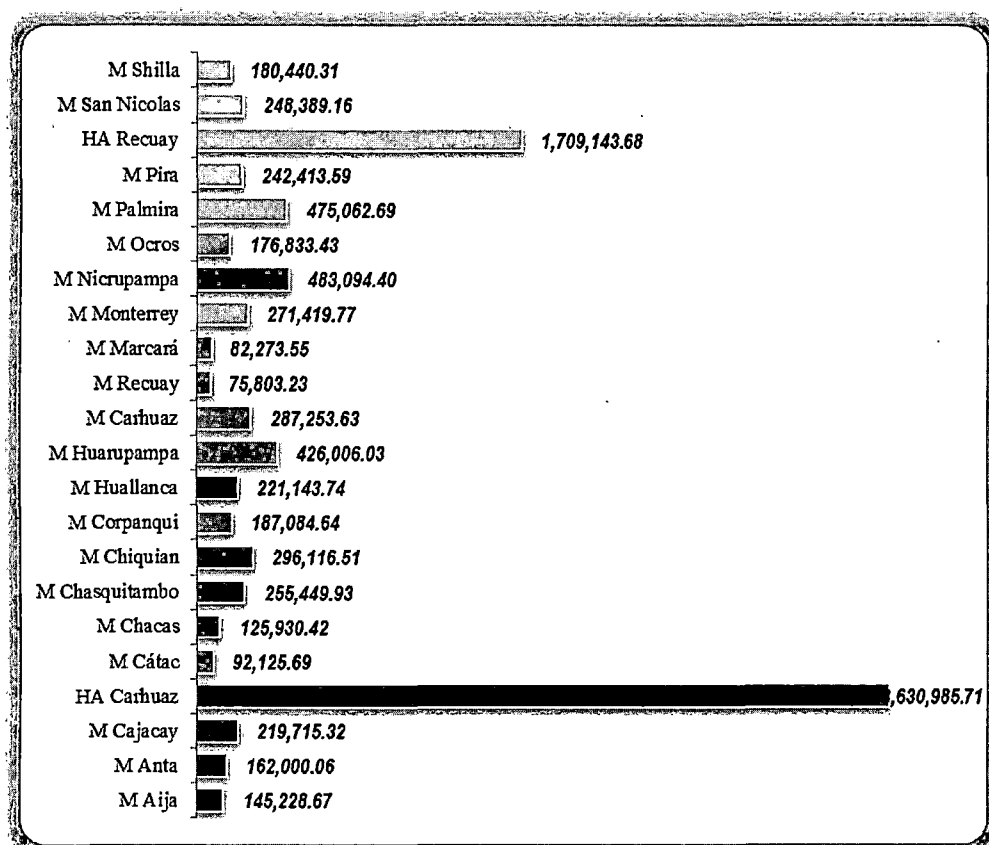 M Shilla 180,440.31
M San Nicolas 248,389.16
HA Recuay 1,709,143.68
M Pira 242,413.59
M Palmira 475,062.69
M Ocros 176,833.43
M Nicrupampa 483,094.40
M Monterrey 271,419.77
M Marcará 82,273.55
M Recuay 75,803.23
M Carhuaz 287,253.63
M Huarupampa 426,006.03
M Huallanca 221,143.74
M Corpanqui 187,084.64
M Chiquian 296,116.51
M Chasquitambo 255,449.93
M Chacas 125,930.42
M Cátac 92,125.69
HA Carhuaz ,630,985.71
M Cajacay 219,715.32
M Anta 162,000.06
M Aija 145,228.67